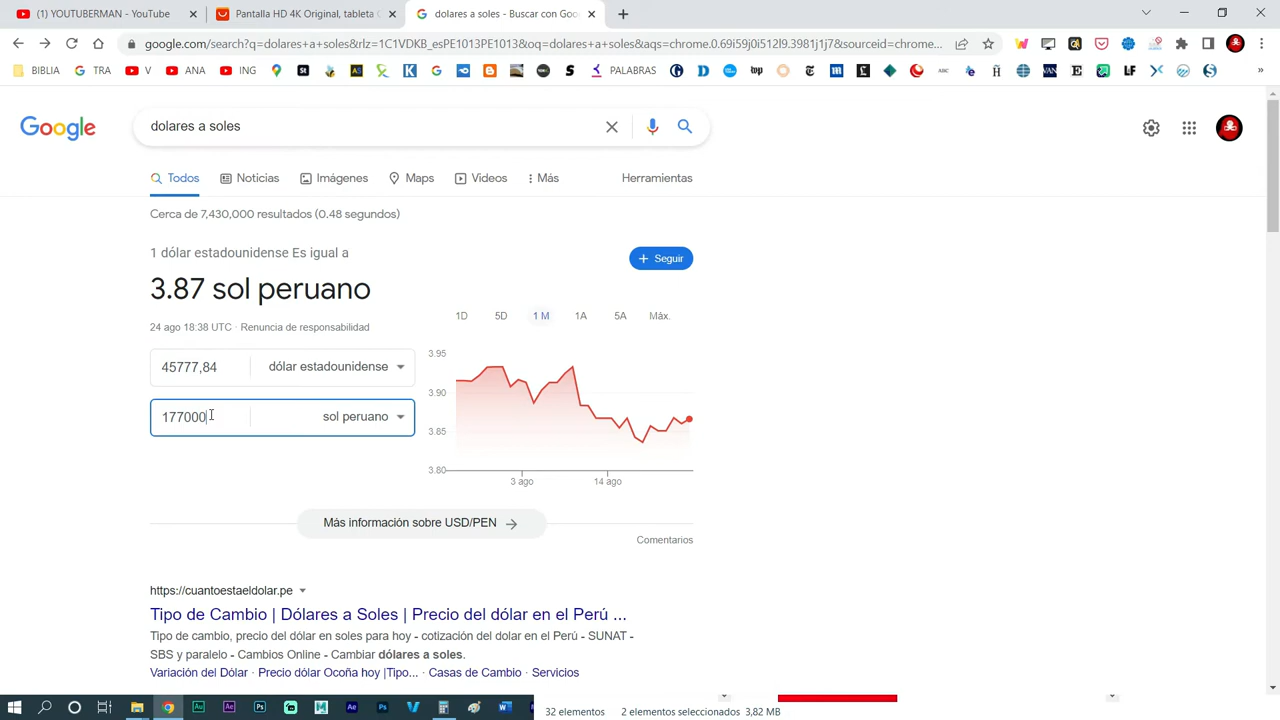 (1) YOUTUBERMAN - YouTube
Pantalla HD 4K Original, tableta
dolares a soles - Buscar con Goo
google.com/search?q=dolares+a+soles&rlz=1C1VDKB_esPE1013EE1013&oq=dolares+a+soles&aqs=chrome.0.69i59j0i512l9.3901j1j7&sourceid=chrome...
BIBLIA TRA V ANA ING PALABRAS
Google
dolares a soles
Todos Noticias Imágenes Maps Videos Más Herramientas
Cerca de 7,430,000 resultados (0.48 segundos)
1 dólar estadounidense Es igual a
Seguir
3.87 sol peruano
24 ago 18:38 UTC · Renuncia de responsabilidad
1D 5D 1 M 1A 5A Máx.
45777,84 dólar estadounidense
177000 sol peruano
3.95
3.90
3.85
3.80
3 ago 14 ago
Más información sobre USD/PEN
Comentarios
https://cuantoestaeldolar.pe
Tipo de Cambio | Dólares a Soles | Precio del dólar en el Perú ...
Tipo de cambio, precio del dólar en soles para hoy - cotización del dolar en el Perú - SUNAT -
SBS y paralelo - Cambios Online - Cambiar dólares a soles.
Variación del Dólar · Precio dólar Ocoña hoy |Tipo... · Casas de Cambio · Servicios
32 elementos 2 elementos seleccionados 3,82 MB